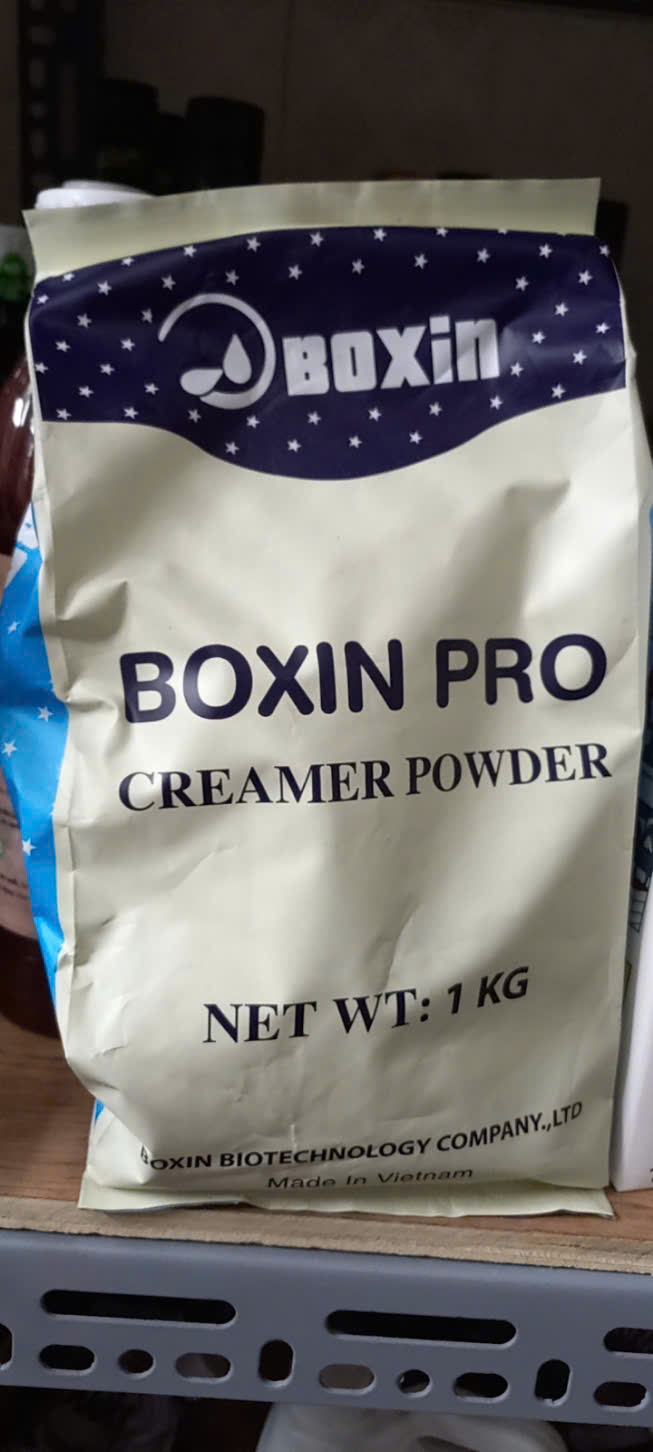 BOXin
BOXIN PRO
CREAMER POWDER
NET WT: 1 KG
BOXIN BIOTECHNOLOGY COMPANY.,LTD
Made In Vietnam